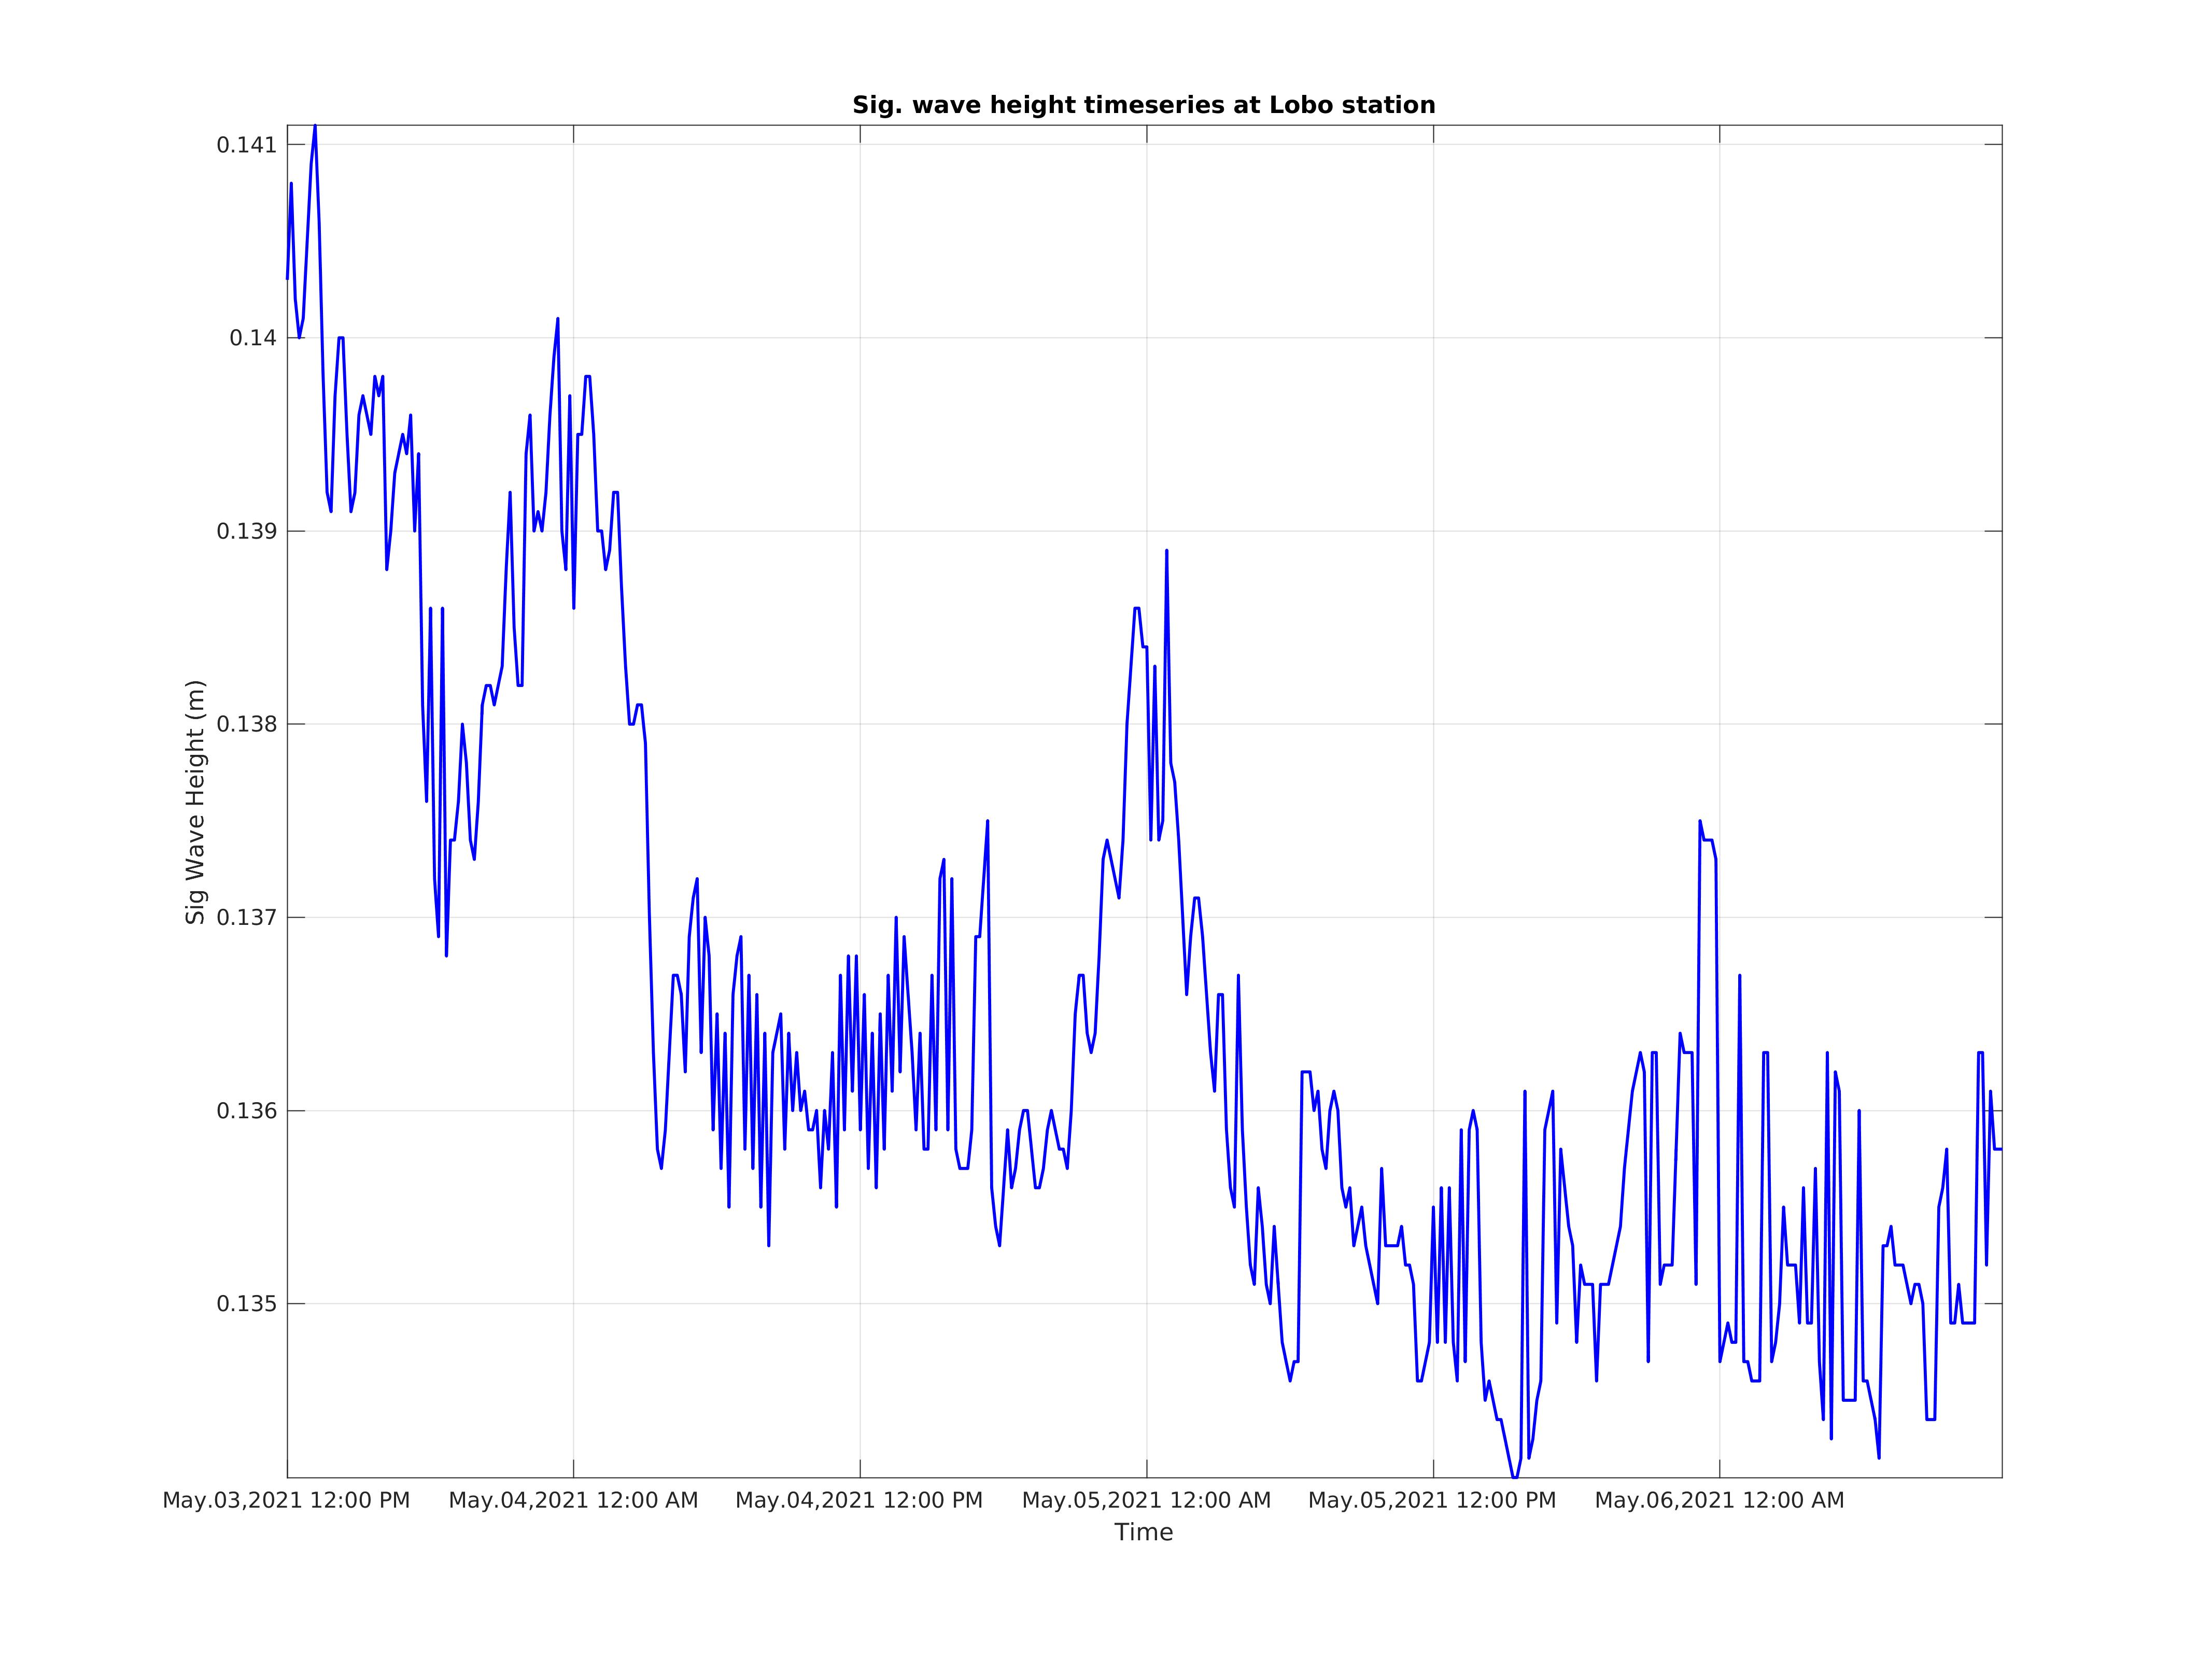 Sig. wave height timeseries at Lobo station
0.141
0.14
0.139
0.138
0.137
0.136
0.135
Sig Wave Height (m)
May.03,2021 12:00 PM May.04,2021 12:00 AM May.04,2021 12:00 PM May.05,2021 12:00 AM May.05,2021 12:00 PM May.06,2021 12:00 AM
Time